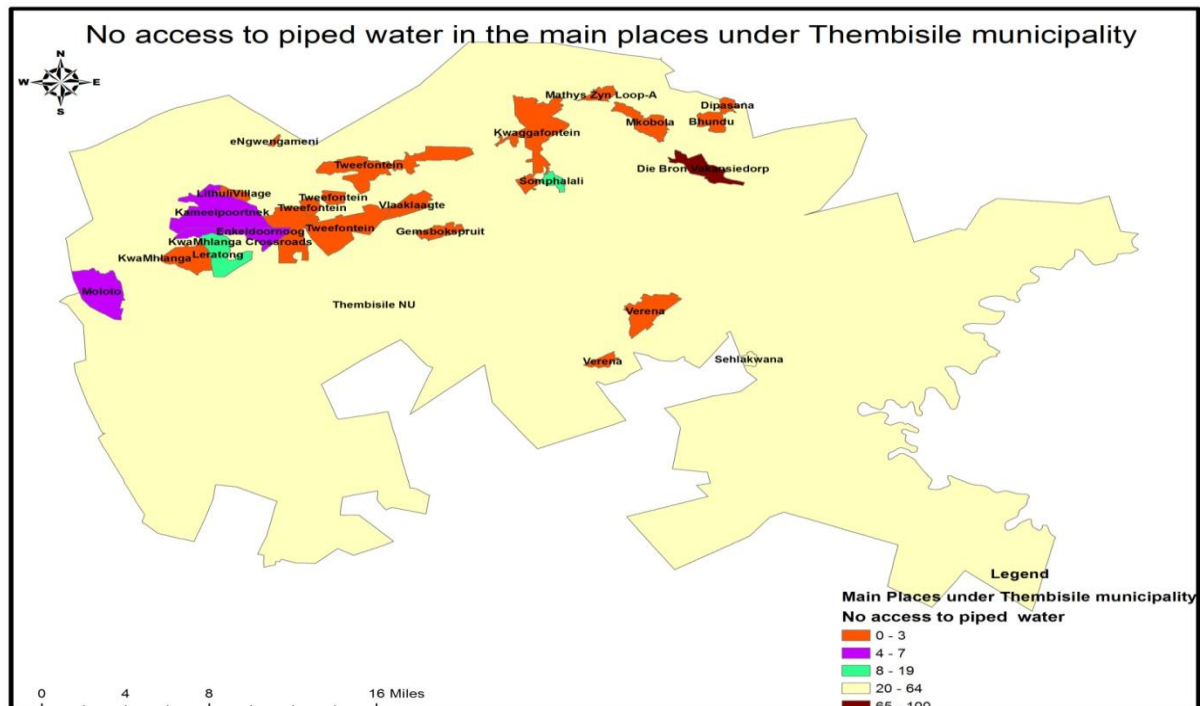 No access to piped water in the main places under Thembisile municipality
N
W E
S
Mathys Zyn Loop-A
Dipasana
Mkobola
Bhundu
Kwaggafontein
eNgwengameni
Tweefontein
Die Bron Vakansiedorp
Somphalali
LithuliVillage
Tweefontein
Tweefontein
Vlaaklaagte
Kameelpoortnek
Enkeldoornoog
Tweefontein
Gemsbokspruit
KwaMhlanga Crossroads
KwaMhlanga
Leratong
Moloto
Thembisile NU
Verena
Verena
Sehlakwana
Legend
Main Places under Thembisile municipality
No access to piped water
0 - 3
4 - 7
8 - 19
20 - 64
65 - 100
0 4 8 16 Miles